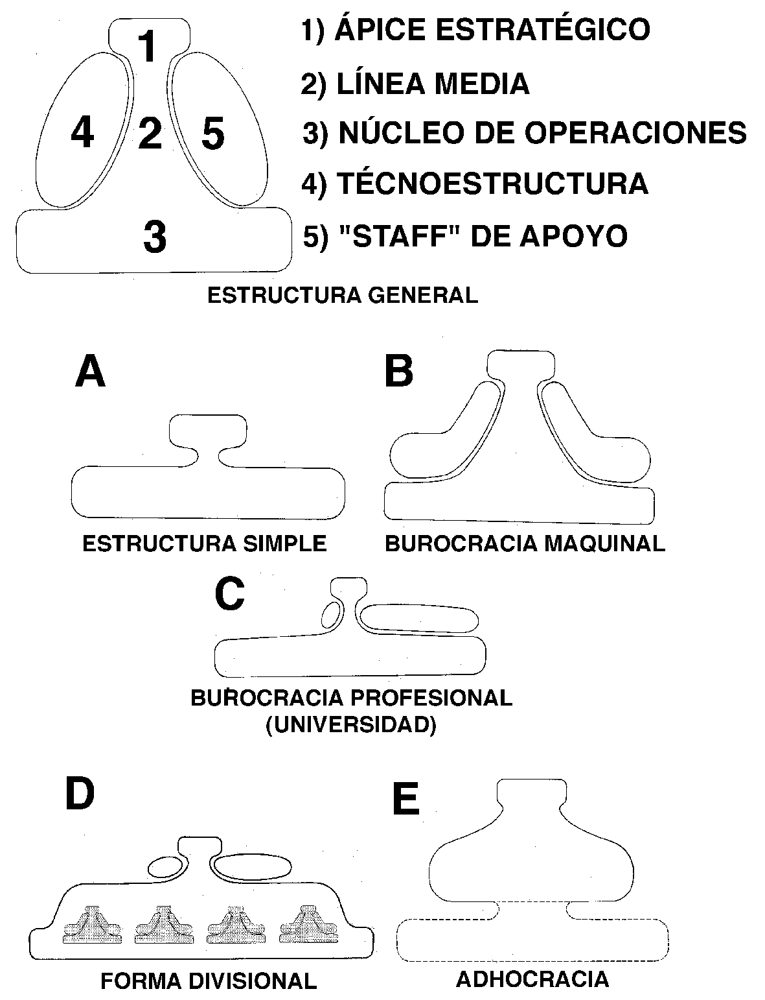 1
4
2
5
3
1) ÁPICE ESTRATÉGICO
2) LÍNEA MEDIA
3) NÚCLEO DE OPERACIONES
4) TÉCNOESTRUCTURA
5) "STAFF" DE APOYO
ESTRUCTURA GENERAL
A
ESTRUCTURA SIMPLE
B
BUROCRACIA MAQUINAL
C
BUROCRACIA PROFESIONAL
(UNIVERSIDAD)
D
FORMA DIVISIONAL
E
ADHOCRACIA